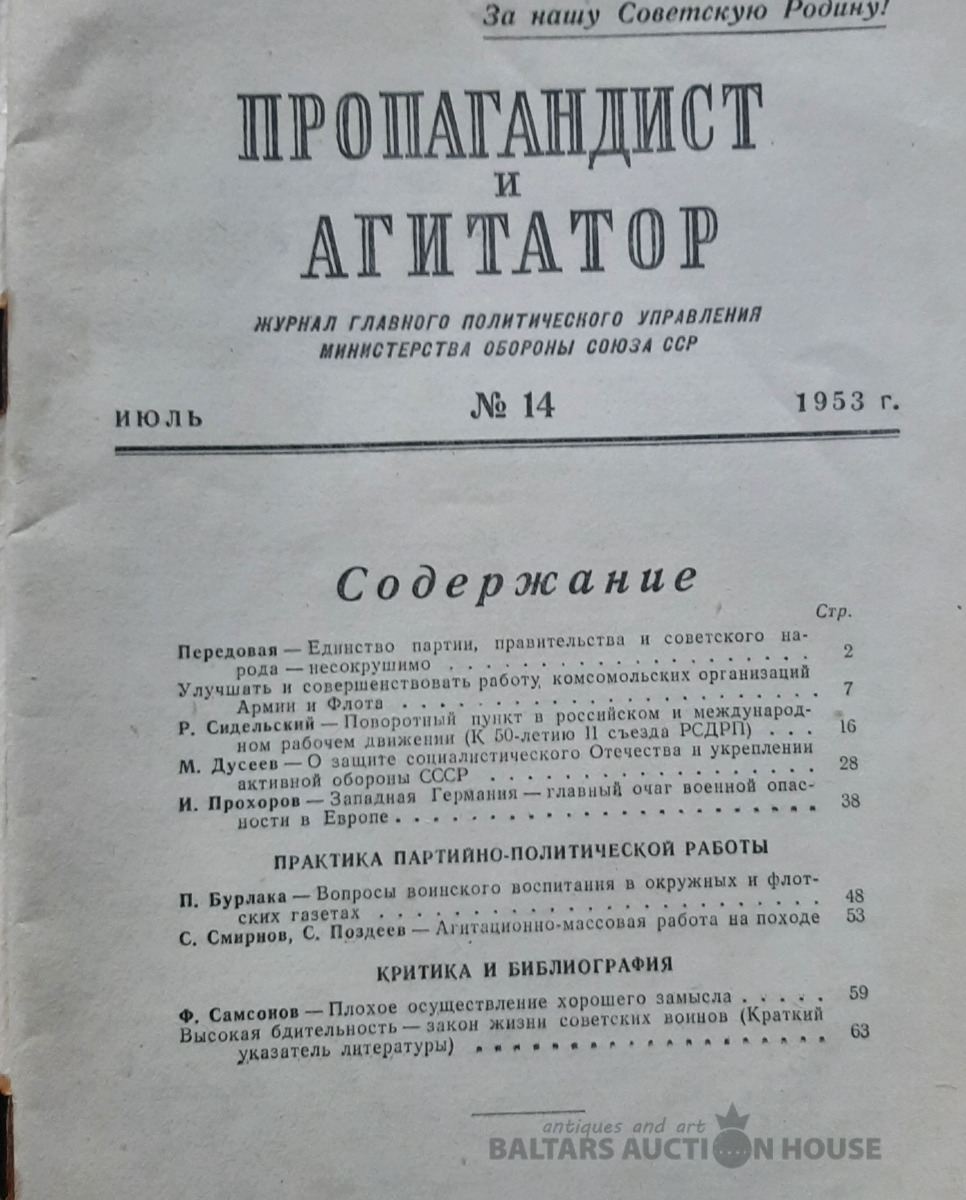 За нашу Советскую Родину!
ПРОПАГАНДИСТ
И
АГИТАТОР
ЖУРНАЛ ГЛАВНОГО ПОЛИТИЧЕСКОГО УПРАВЛЕНИЯ
МИНИСТЕРСТВА ОБОРОНЫ СОЮЗА ССР
ИЮЛЬ № 14 1953 г.
Содержание
Стр.
Передовая — Единство партии, правительства и советского на-
рода — несокрушимо . . . . . . . . . . . . . . . . . . 2
Улучшать и совершенствовать работу комсомольских организаций
Армии и Флота . . . . . . . . . . . . . . . . . . . . 7
Р. Сидельский — Поворотный пункт в российском и международ-
ном рабочем движении (К 50-летию II съезда РСДРП) . . . 16
М. Дусеев — О защите социалистического Отечества и укреплении
активной обороны СССР . . . . . . . . . . . . . . . . 28
И. Прохоров — Западная Германия — главный очаг военной опас-
ности в Европе . . . . . . . . . . . . . . . . . . . . 38
ПРАКТИКА ПАРТИЙНО-ПОЛИТИЧЕСКОЙ РАБОТЫ
П. Бурлака — Вопросы воинского воспитания в окружных и флот-
ских газетах . . . . . . . . . . . . . . . . . . . . . 48
С. Смирнов, С. Поздеев — Агитационно-массовая работа на походе 53
КРИТИКА И БИБЛИОГРАФИЯ
Ф. Самсонов — Плохое осуществление хорошего замысла . . . . . 59
Высокая бдительность — закон жизни советских воинов (Краткий
указатель литературы) . . . . . . . . . . . . . . . . . 63
antiques and art
BALTARS AUCTION HOUSE